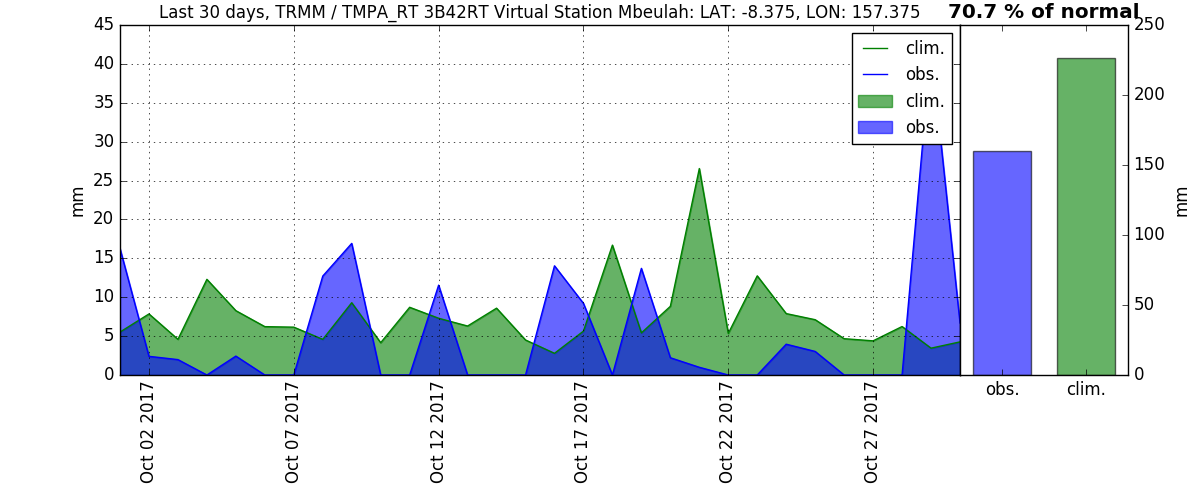 Last 30 days, TRMM / TMPA_RT 3B42RT Virtual Station Mbeulah: LAT: -8.375, LON: 157.375
70.7 % of normal
45
40
35
30
25
20
15
10
5
0
mm
clim.
obs.
clim.
obs.
Oct 02 2017
Oct 07 2017
Oct 12 2017
Oct 17 2017
Oct 22 2017
Oct 27 2017
250
200
150
100
50
0
mm
obs.
clim.